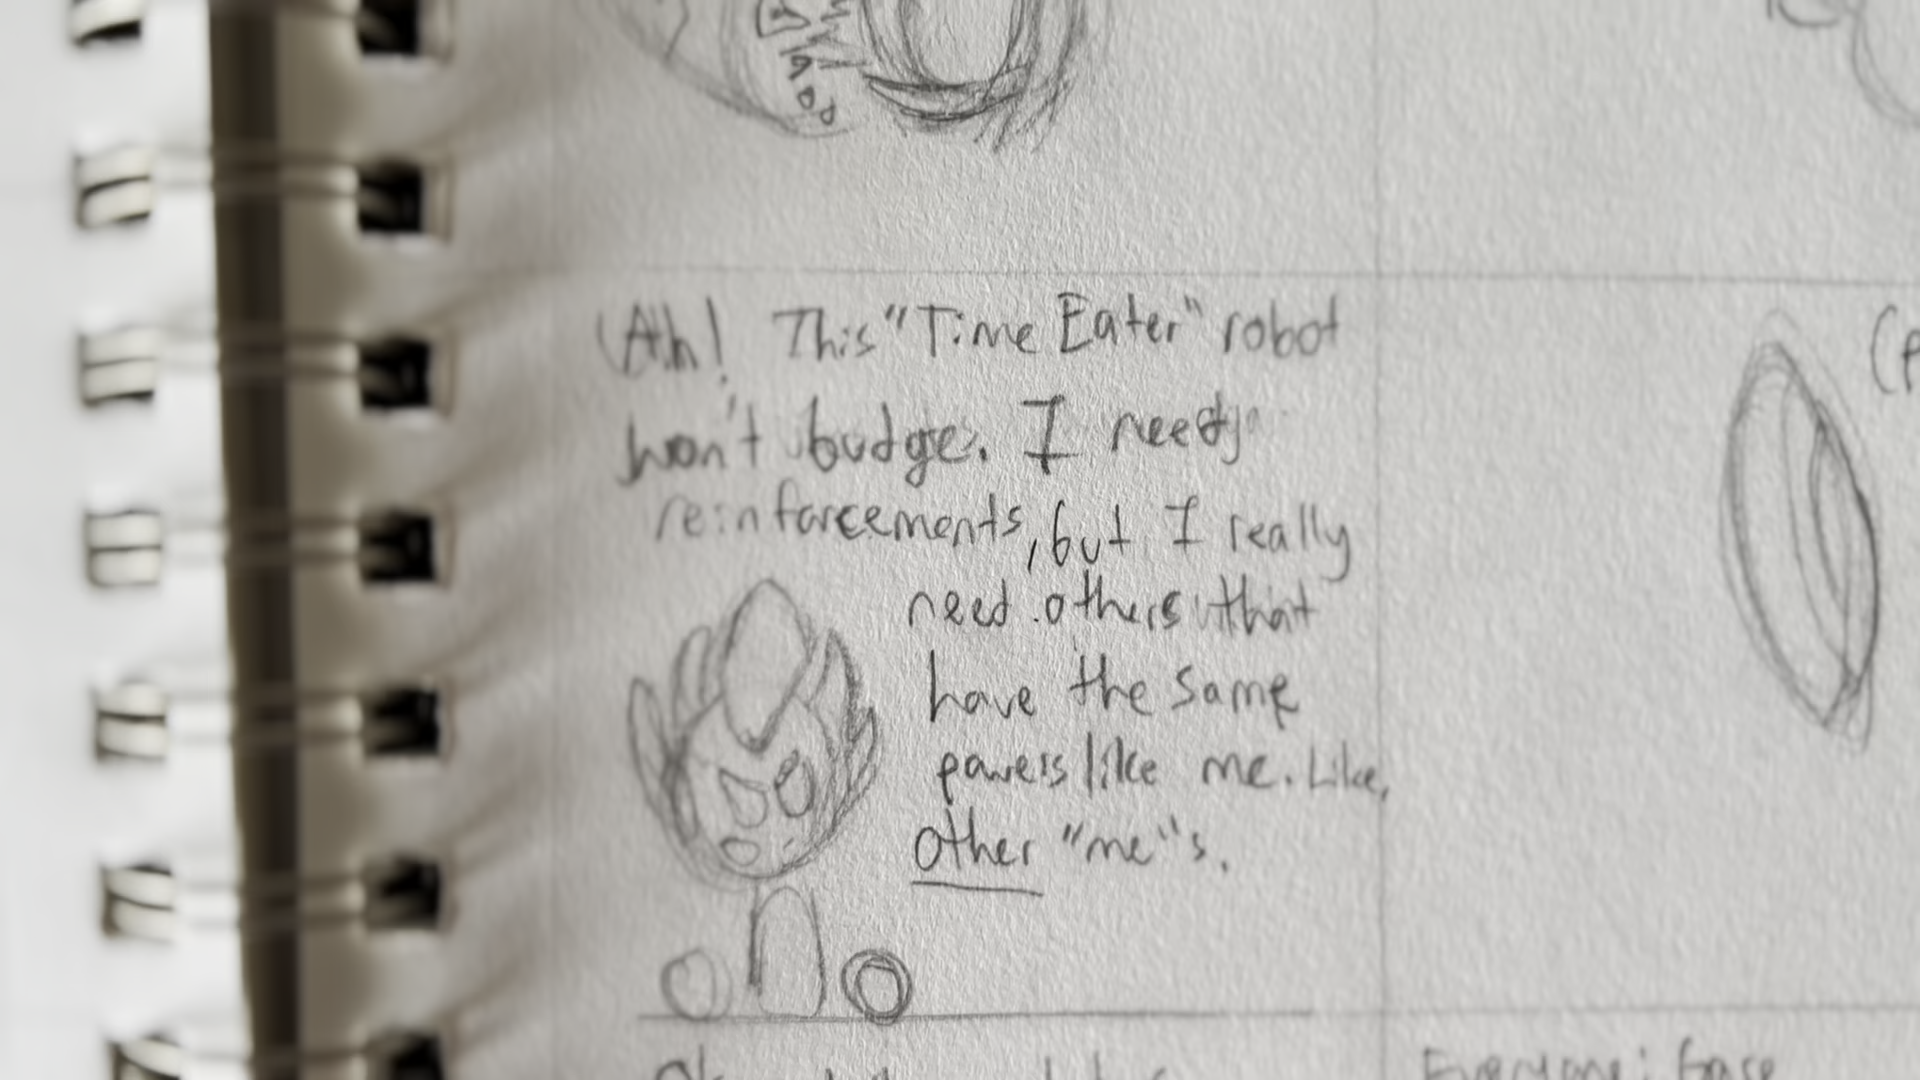 (Ah! This "Time Eater" robot
won't budge. I need
reinforcements, but I really
need others that
have the same
powers like me. Like,
other "me"s.
Everyone: